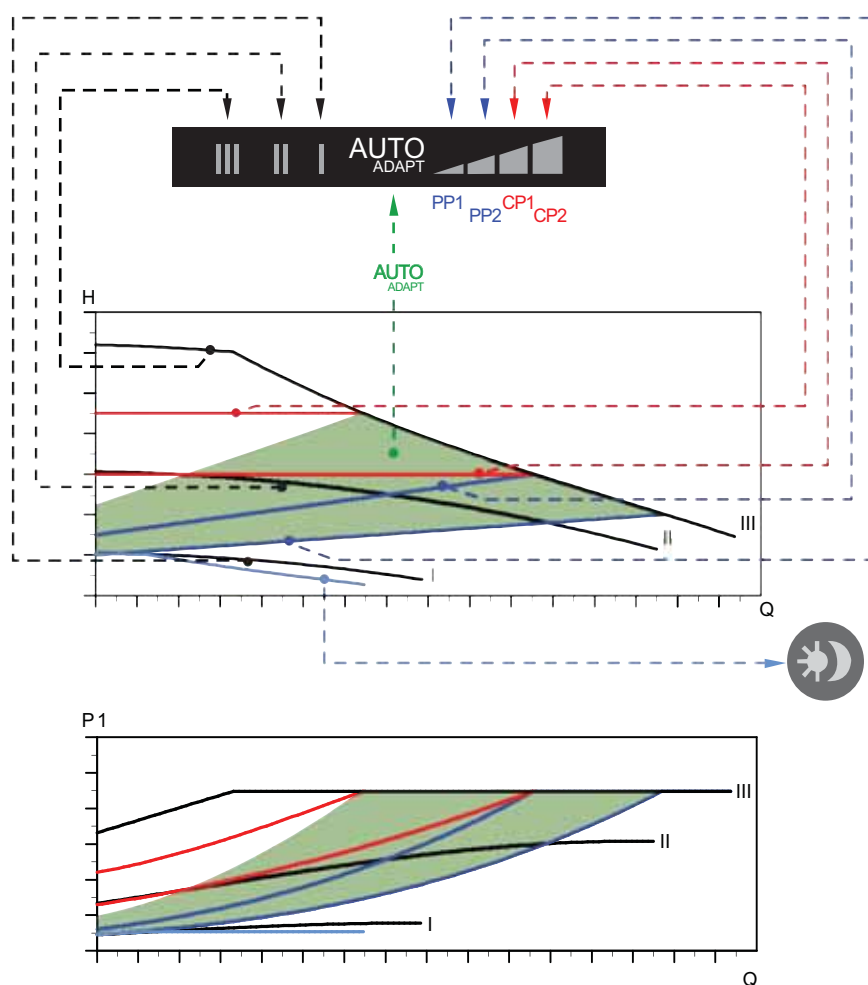 III II I AUTO
ADAPT
PP1 PP2 CP1 CP2
AUTO
ADAPT
H
III
II
I
Q
P1
III
II
I
Q